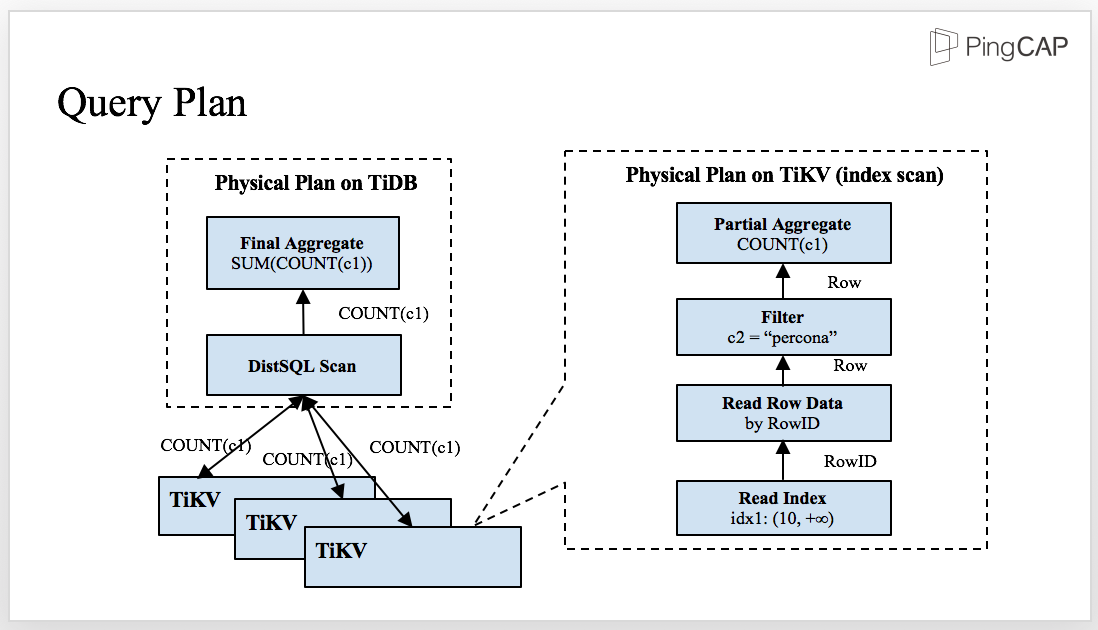 PingCAP
Query Plan
Physical Plan on TiDB
Final Aggregate
SUM(COUNT(c1))
COUNT(c1)
DistSQL Scan
COUNT(c1)
COUNT(c1)
COUNT(c1)
TiKV
TiKV
TiKV
Physical Plan on TiKV (index scan)
Partial Aggregate
COUNT(c1)
Row
Filter
c2 = “percona”
Row
Read Row Data
by RowID
RowID
Read Index
idx1: (10, +∞)